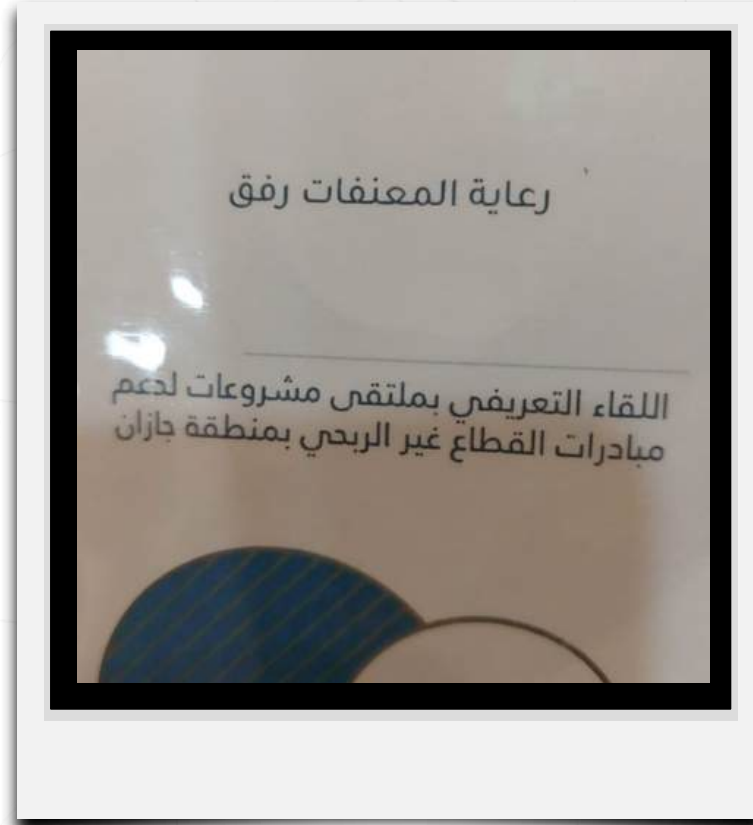 رعاية المعنفات رفق
اللقاء التعريفي بملتقى مشروعات لدعم
مبادرات القطاع غير الربحي بمنطقة جازان